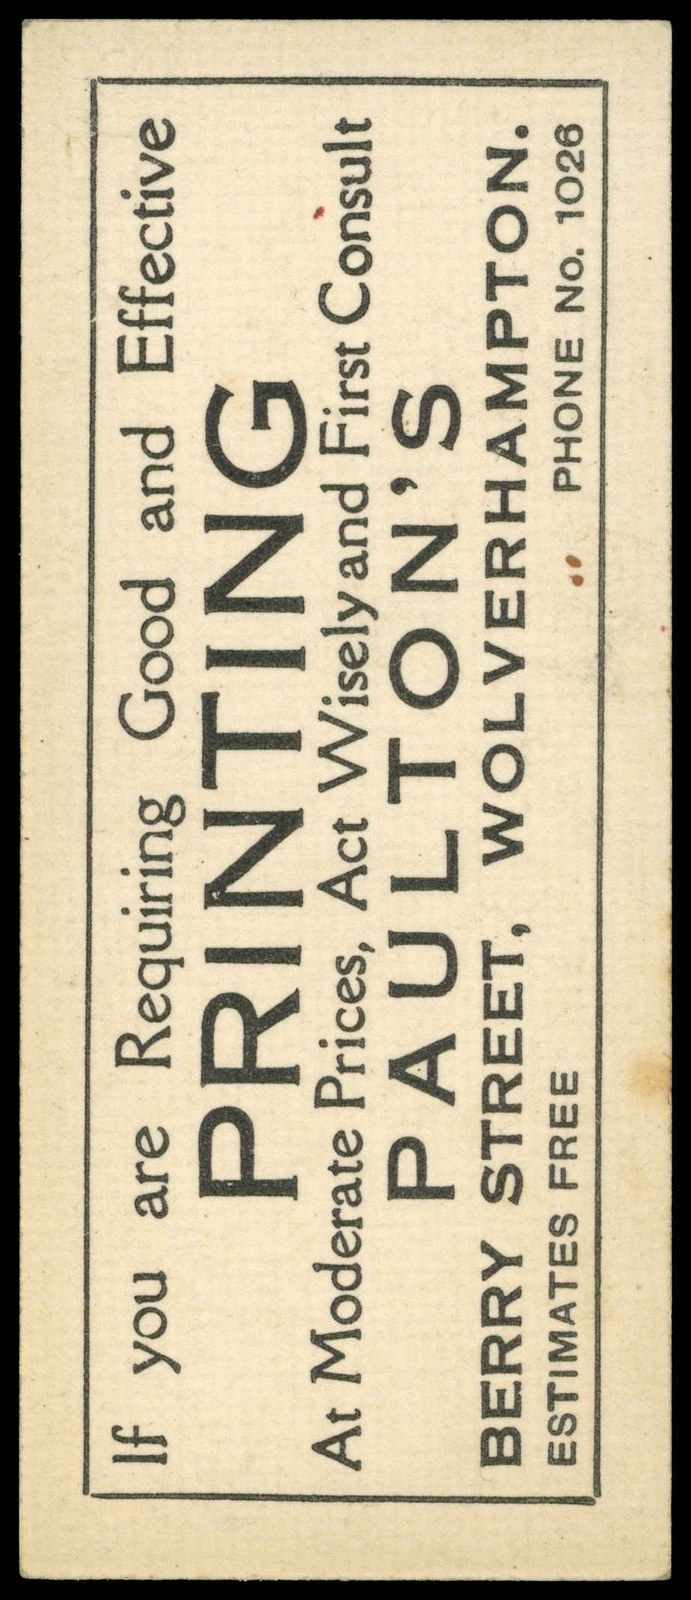 If you are Requiring Good and Effective
PRINTING
At Moderate Prices, Act Wisely and First Consult
PAULTON'S
BERRY STREET, WOLVERHAMPTON.
ESTIMATES FREE PHONE No. 1026